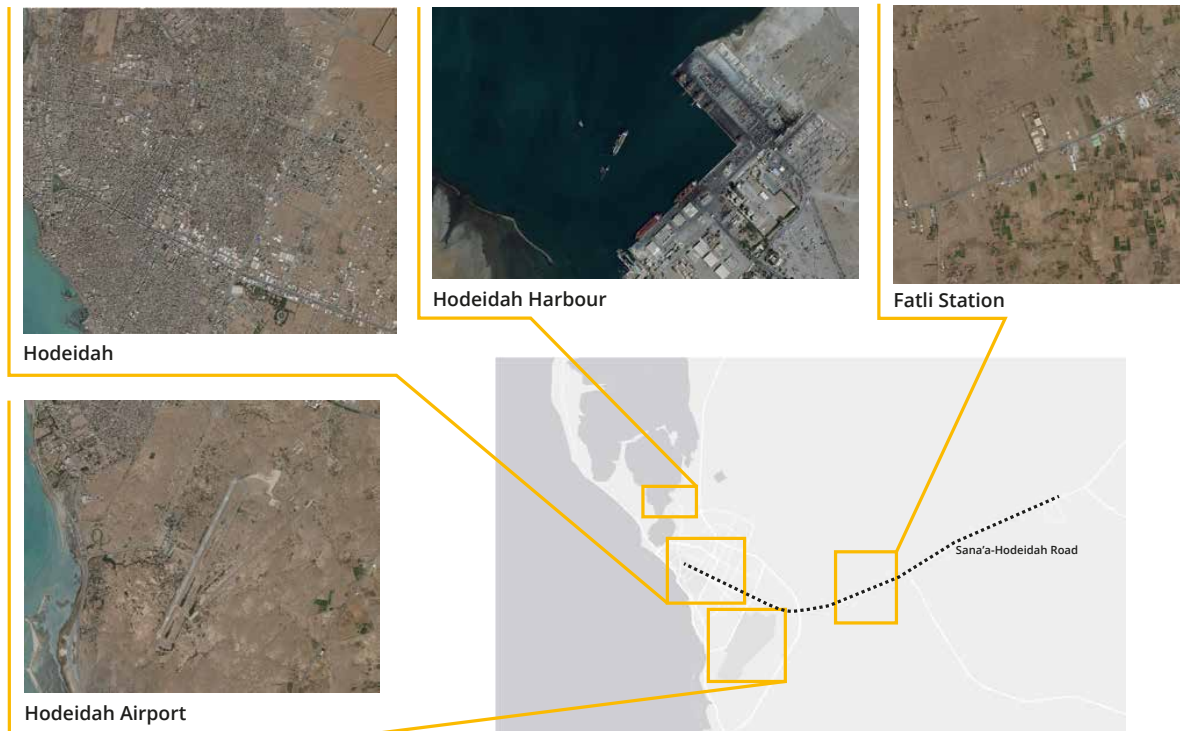 Hodeidah Harbour
Fatli Station
Hodeidah
Sana'a-Hodeidah Road
Hodeidah Airport